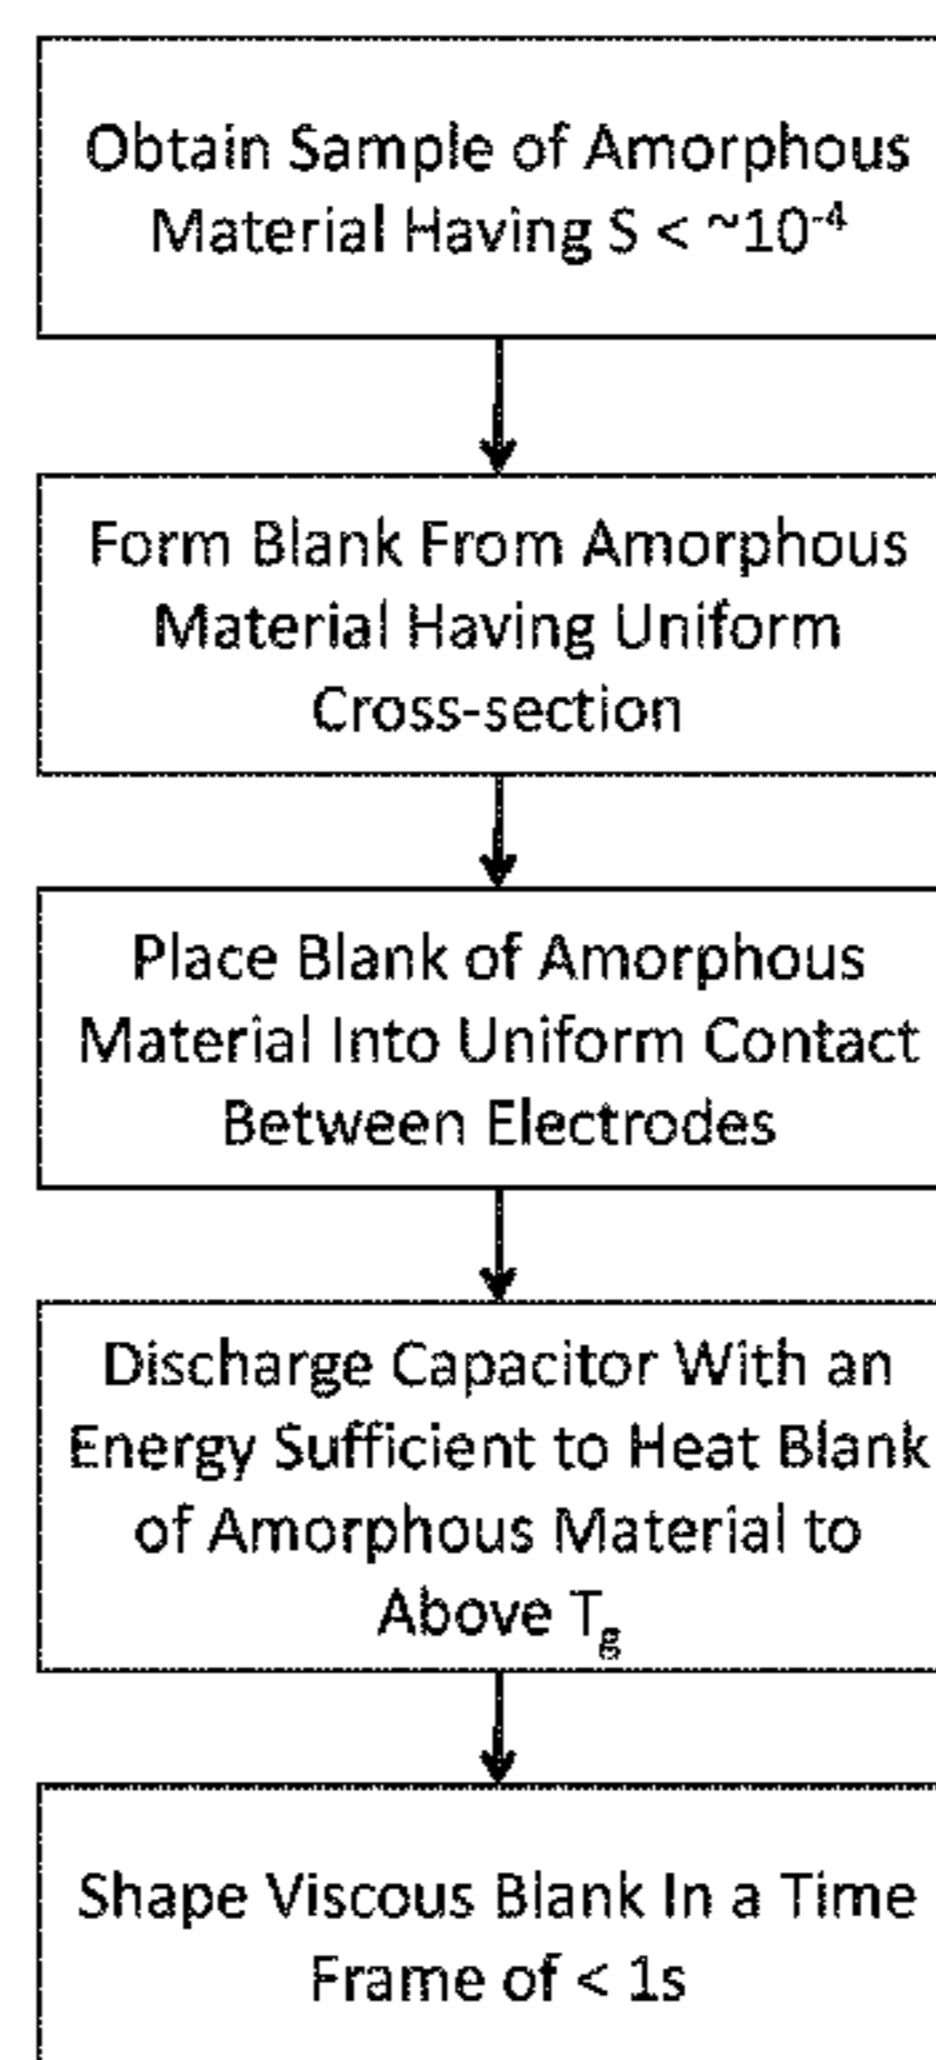 Obtain Sample of Amorphous
Material Having S < ~10⁻⁴
Form Blank From Amorphous
Material Having Uniform
Cross-section
Place Blank of Amorphous
Material Into Uniform Contact
Between Electrodes
Discharge Capacitor With an
Energy Sufficient to Heat Blank
of Amorphous Material to
Above Tg
Shape Viscous Blank In a Time
Frame of < 1s